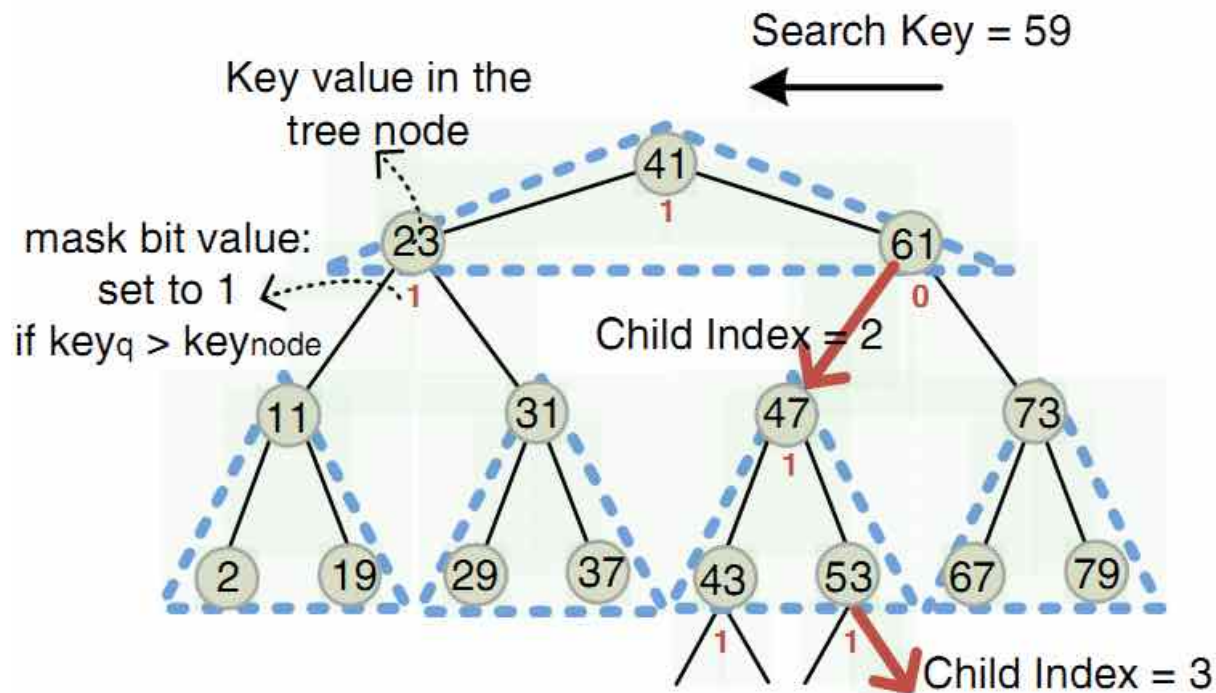 Search Key = 59
Key value in the
tree node
41
1
mask bit value:
set to 1
if keyq > keynode
23
1
61
0
Child Index = 2
11
31
47
1
73
2
19
29
37
43
1
53
1
67
79
Child Index = 3